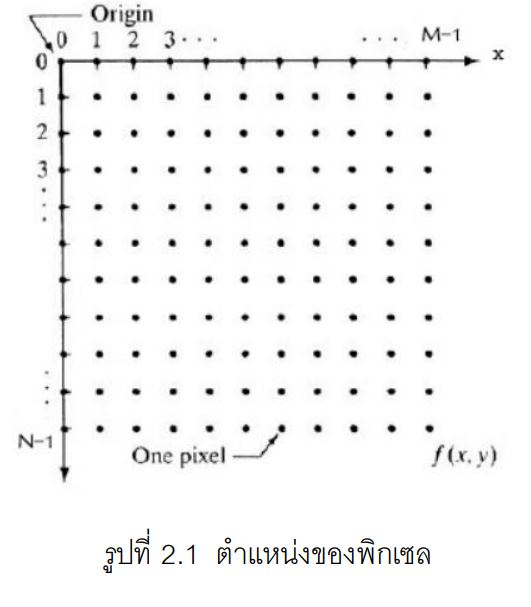 Origin
0 1 2 3 · · · · · · M-1
0 x
1
2
3
⋮
⋮
N-1
One pixel f(x, y)
รูปที่ 2.1 ตำแหน่งของพิกเซล